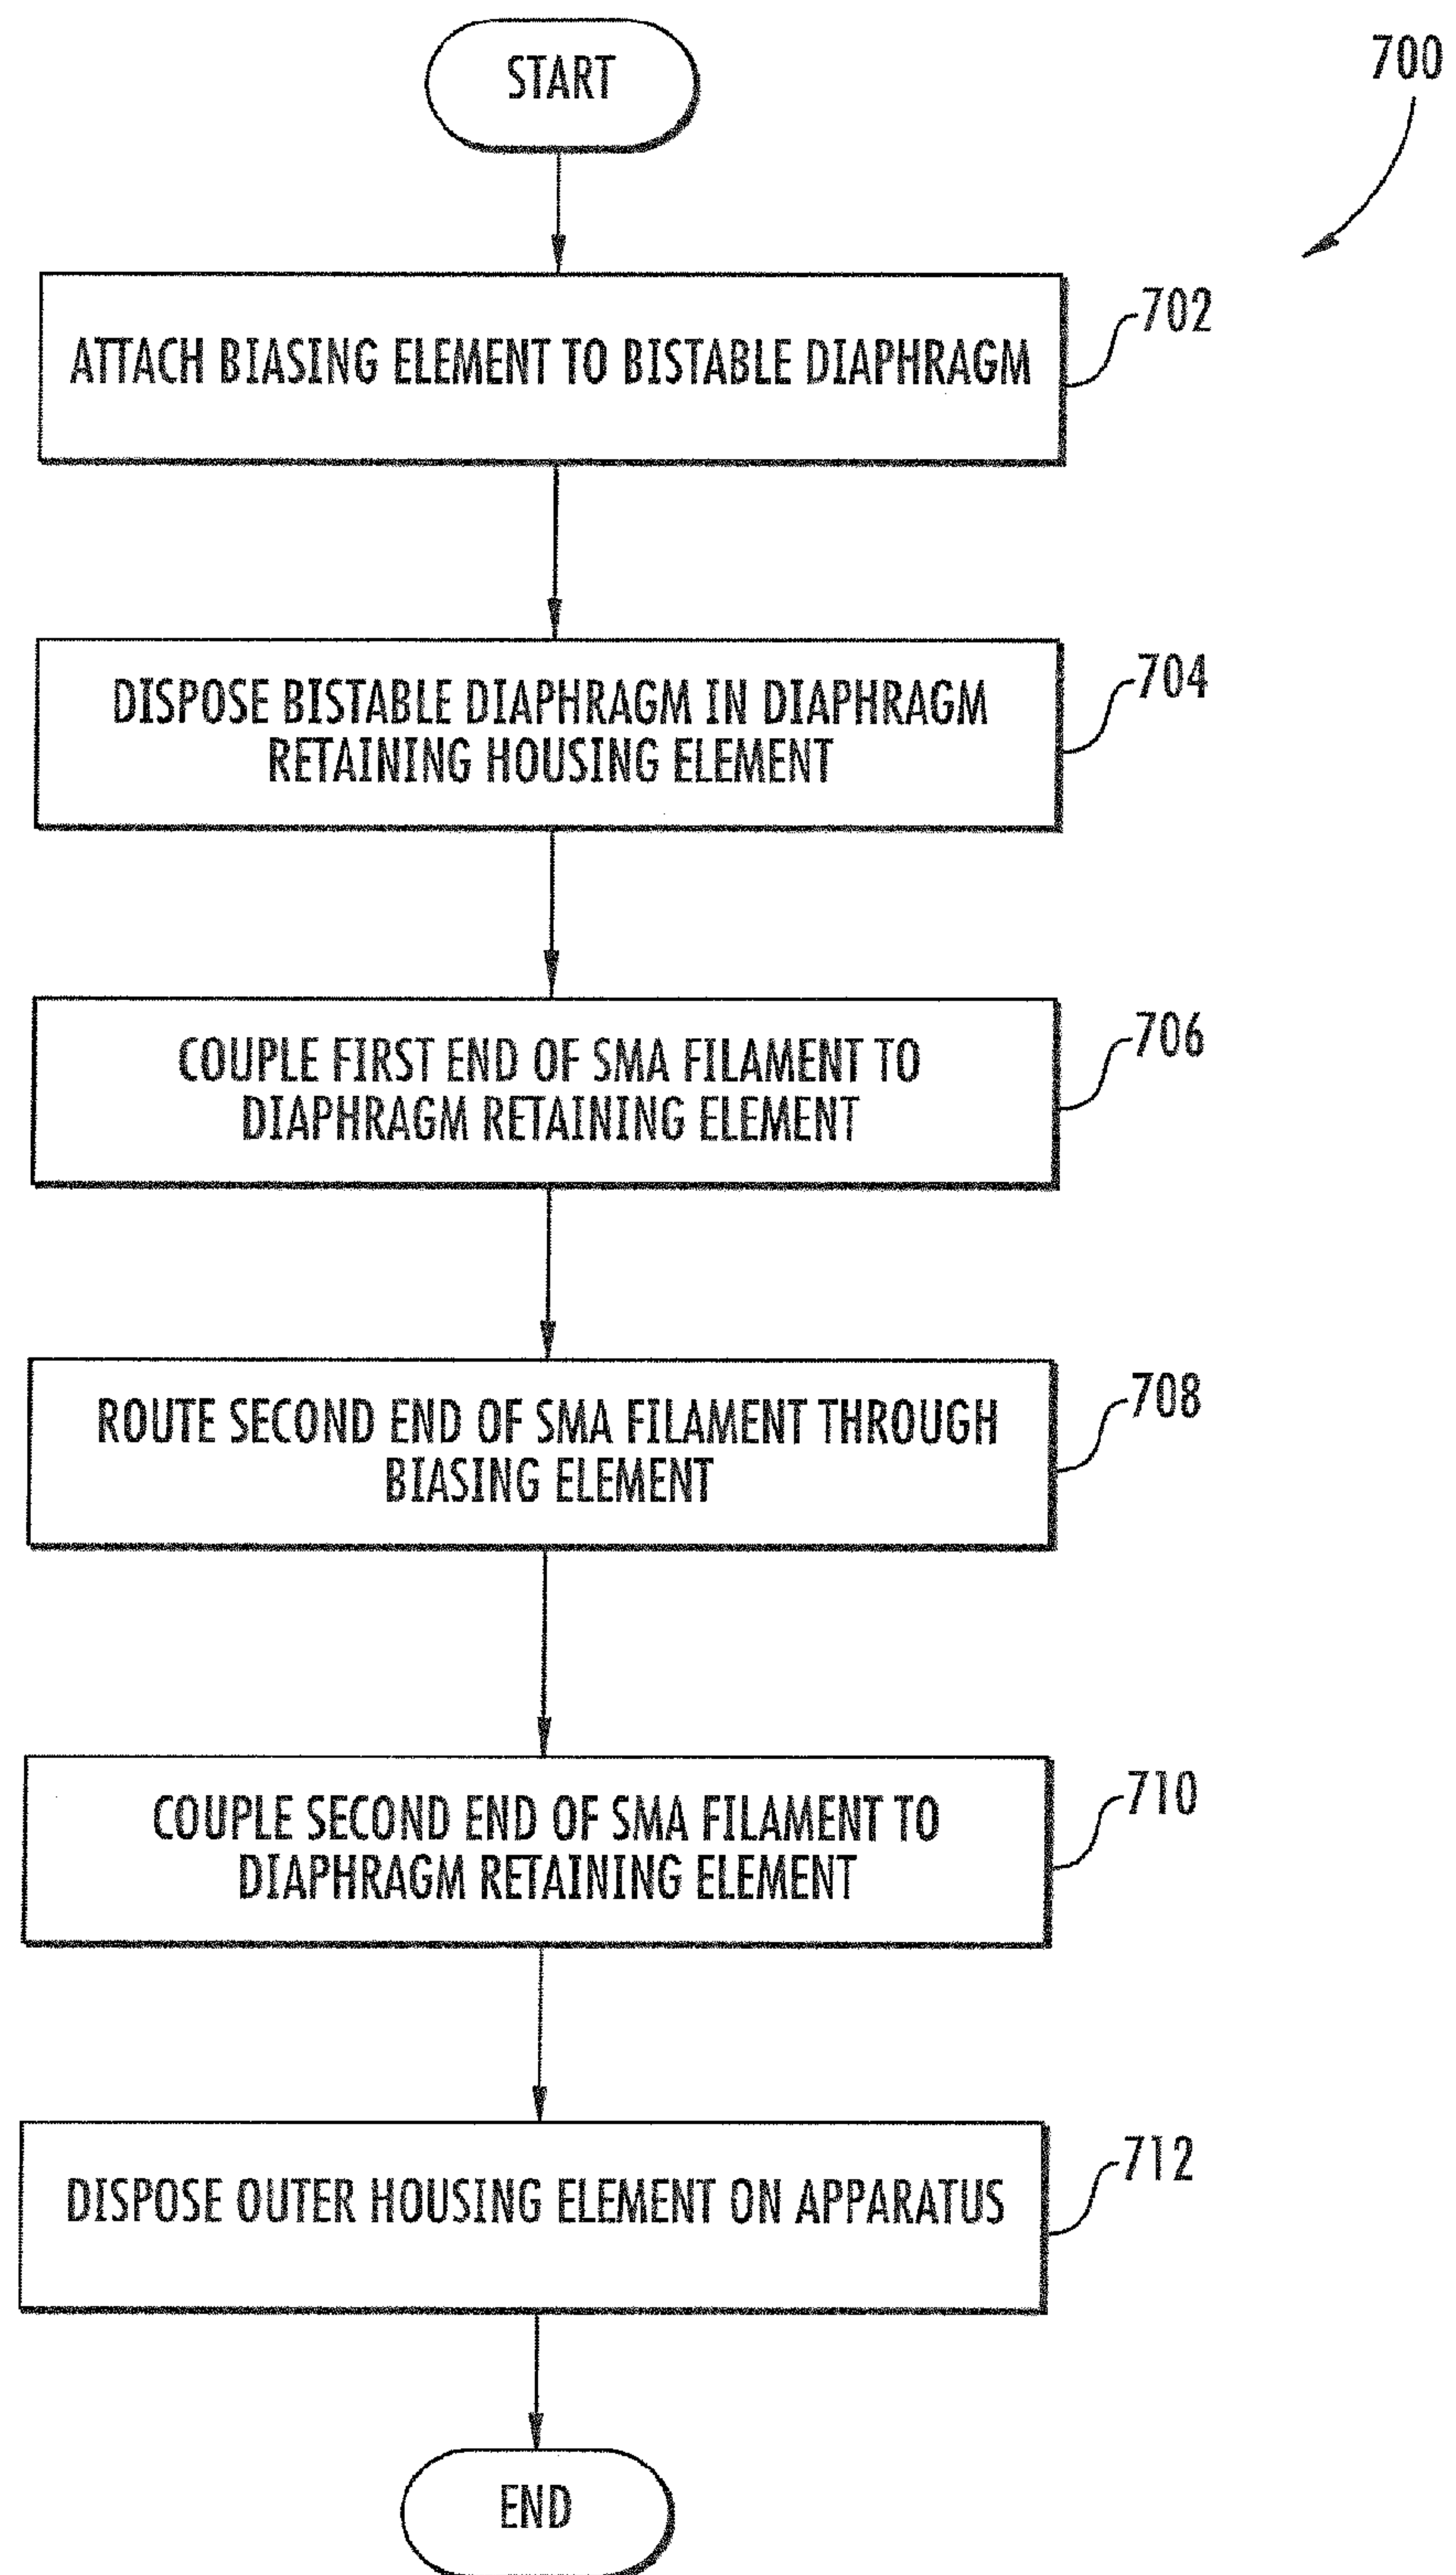 START
700
ATTACH BIASING ELEMENT TO BISTABLE DIAPHRAGM
702
DISPOSE BISTABLE DIAPHRAGM IN DIAPHRAGM
RETAINING HOUSING ELEMENT
704
COUPLE FIRST END OF SMA FILAMENT TO
DIAPHRAGM RETAINING ELEMENT
706
ROUTE SECOND END OF SMA FILAMENT THROUGH
BIASING ELEMENT
708
COUPLE SECOND END OF SMA FILAMENT TO
DIAPHRAGM RETAINING ELEMENT
710
DISPOSE OUTER HOUSING ELEMENT ON APPARATUS
712
END